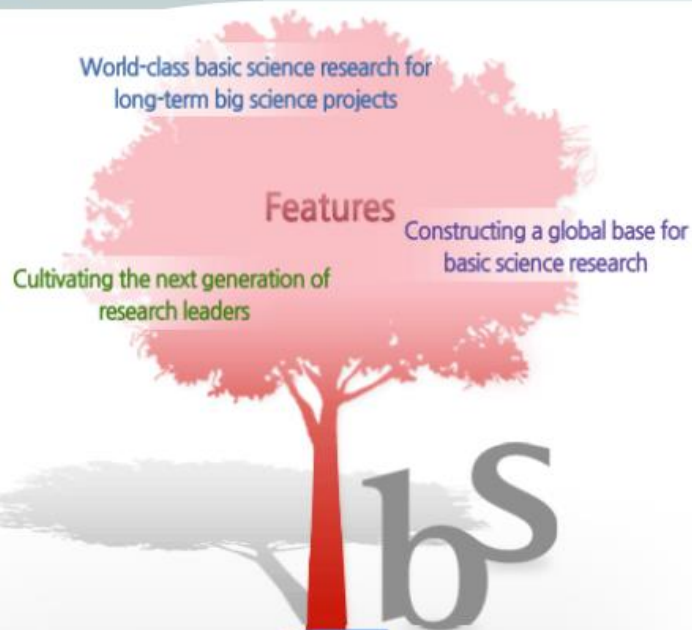 World-class basic science research for
long-term big science projects
Features
Constructing a global base for
basic science research
Cultivating the next generation of
research leaders
bs